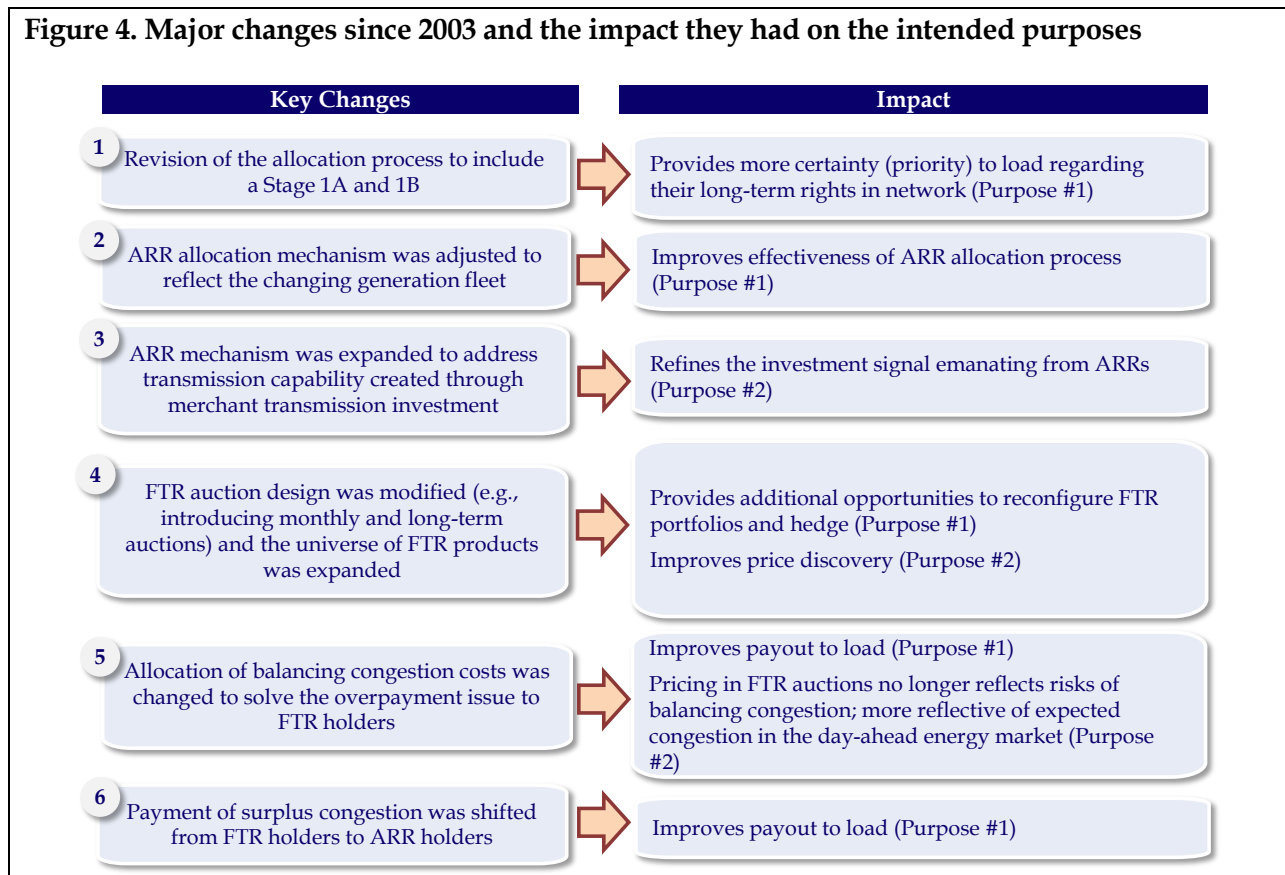 Figure 4. Major changes since 2003 and the impact they had on the intended purposes
Key Changes
Impact
1
Revision of the allocation process to include
a Stage 1A and 1B
Provides more certainty (priority) to load regarding
their long-term rights in network (Purpose #1)
2
ARR allocation mechanism was adjusted to
reflect the changing generation fleet
Improves effectiveness of ARR allocation process
(Purpose #1)
3
ARR mechanism was expanded to address
transmission capability created through
merchant transmission investment
Refines the investment signal emanating from ARRs
(Purpose #2)
4
FTR auction design was modified (e.g.,
introducing monthly and long-term
auctions) and the universe of FTR products
was expanded
Provides additional opportunities to reconfigure FTR
portfolios and hedge (Purpose #1)
Improves price discovery (Purpose #2)
5
Allocation of balancing congestion costs was
changed to solve the overpayment issue to
FTR holders
Improves payout to load (Purpose #1)
Pricing in FTR auctions no longer reflects risks of
balancing congestion; more reflective of expected
congestion in the day-ahead energy market (Purpose
#2)
6
Payment of surplus congestion was shifted
from FTR holders to ARR holders
Improves payout to load (Purpose #1)